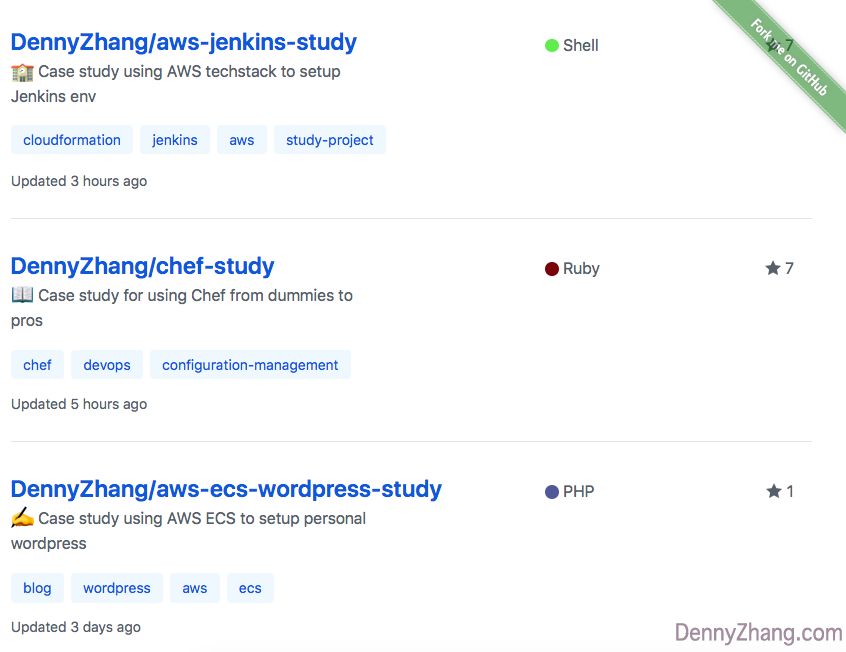 DennyZhang/aws-jenkins-study
Shell
7
Fork me on GitHub
Case study using AWS techstack to setup
Jenkins env
cloudformation jenkins aws study-project
Updated 3 hours ago
DennyZhang/chef-study
Ruby
7
Case study for using Chef from dummies to
pros
chef devops configuration-management
Updated 5 hours ago
DennyZhang/aws-ecs-wordpress-study
PHP
1
Case study using AWS ECS to setup personal
wordpress
blog wordpress aws ecs
Updated 3 days ago
DennyZhang.com